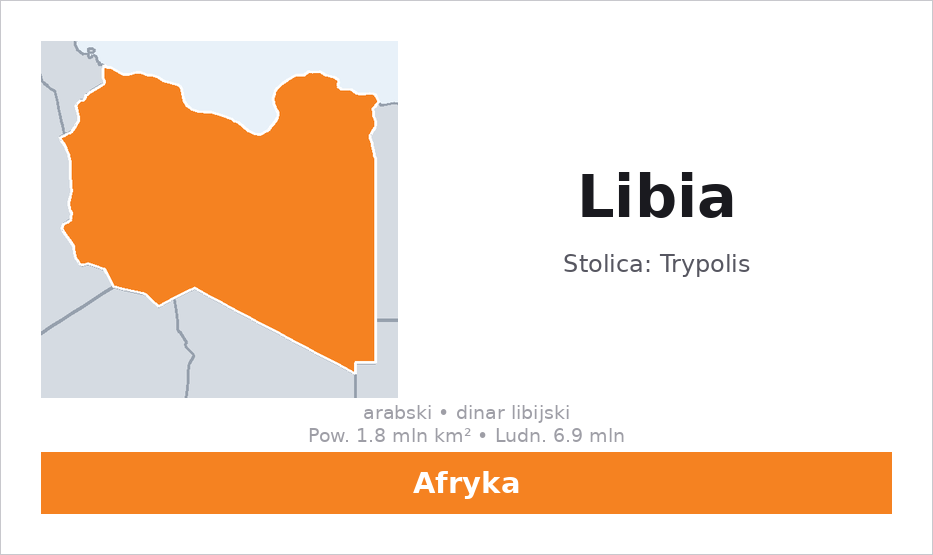 Libia
Stolica: Trypolis
arabski • dinar libijski
Pow. 1.8 mln km² • Ludn. 6.9 mln
Afryka